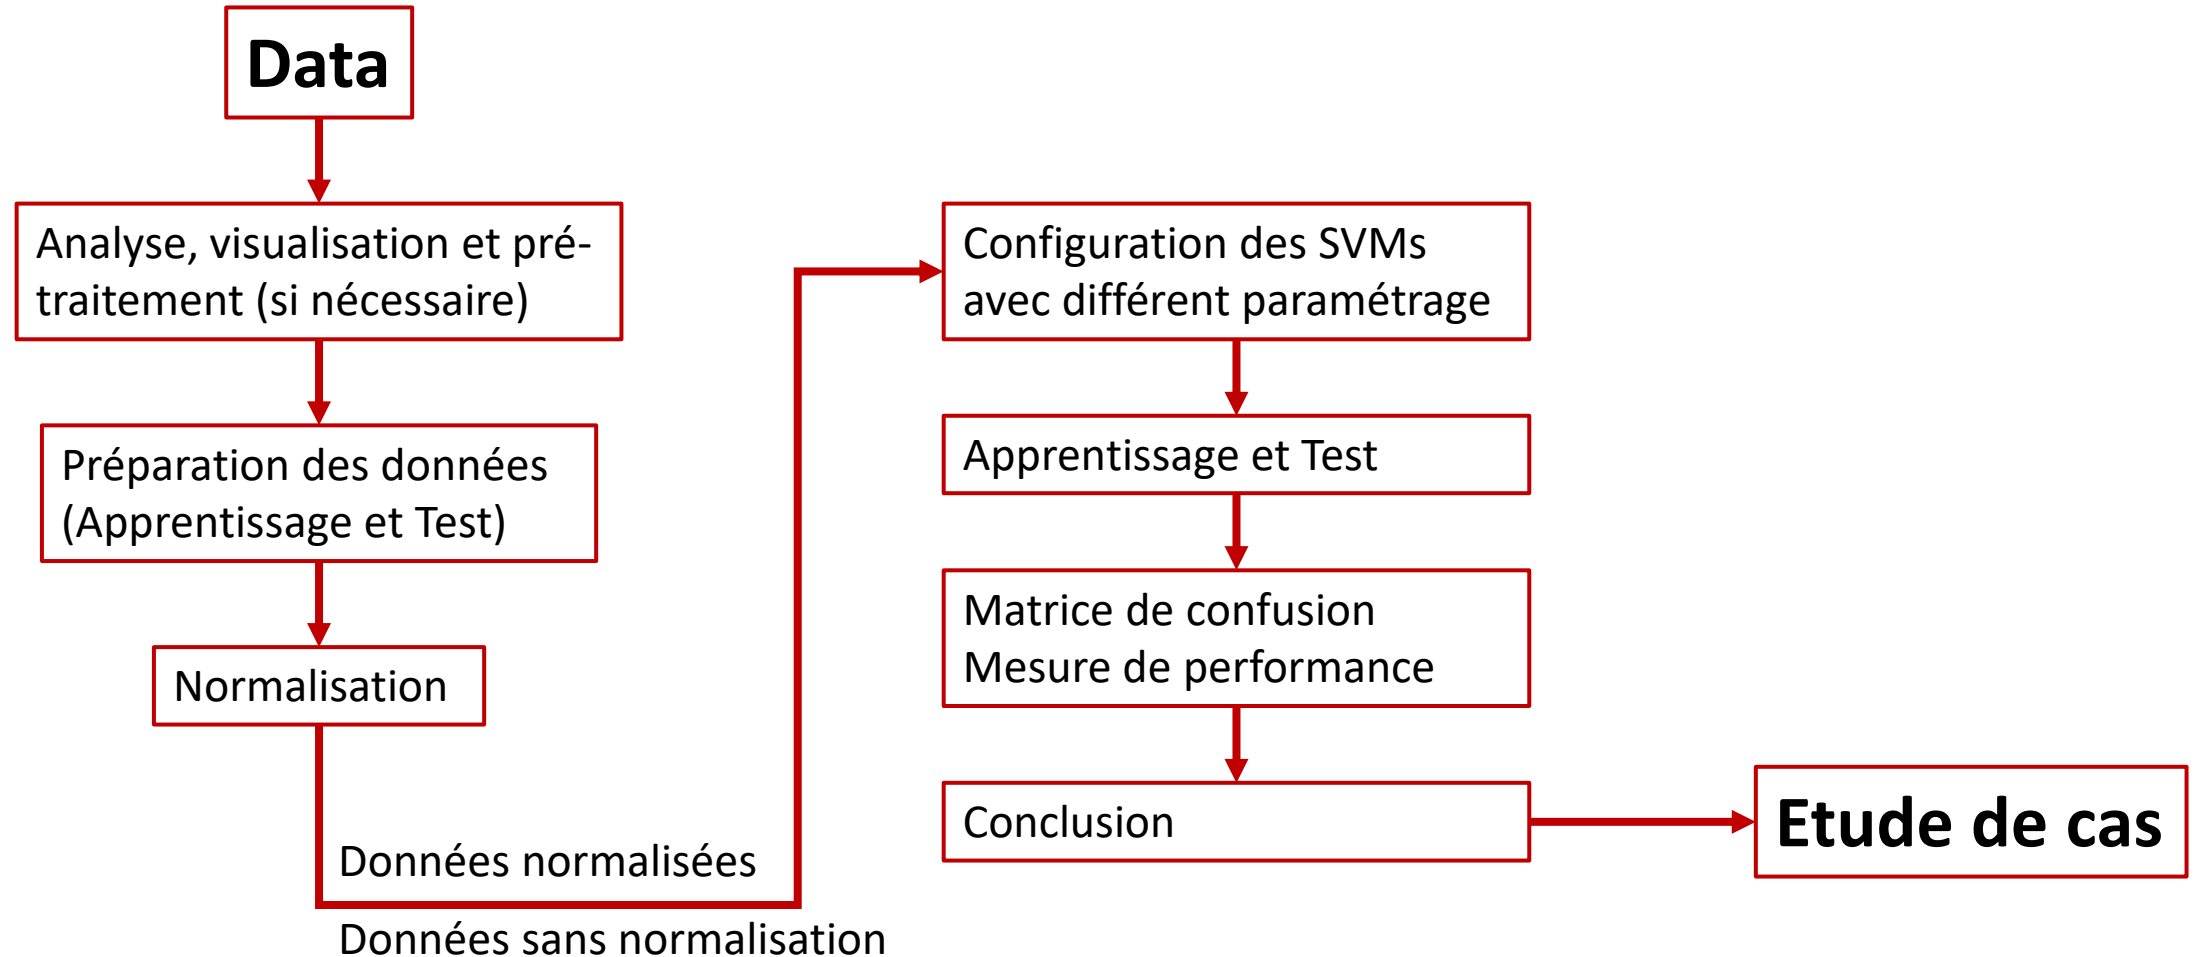 Data
Analyse, visualisation et pré-
traitement (si nécessaire)
Préparation des données
(Apprentissage et Test)
Normalisation
Données normalisées
Données sans normalisation
Configuration des SVMs
avec différent paramétrage
Apprentissage et Test
Matrice de confusion
Mesure de performance
Conclusion
Etude de cas